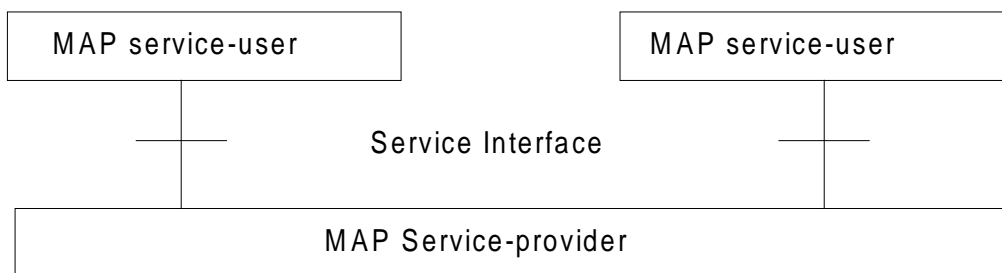 MAP service-user
MAP service-user
Service Interface
MAP Service-provider